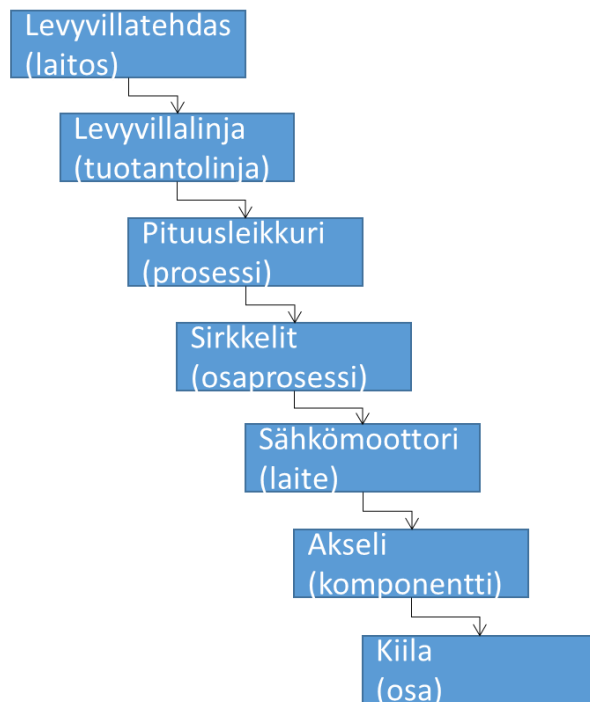 Levyvillatehdas
(laitos)
Levyvillalinja
(tuotantolinja)
Pituusleikkuri
(prosessi)
Sirkkelit
(osaprosessi)
Sähkömoottori
(laite)
Akseli
(komponentti)
Kiila
(osa)